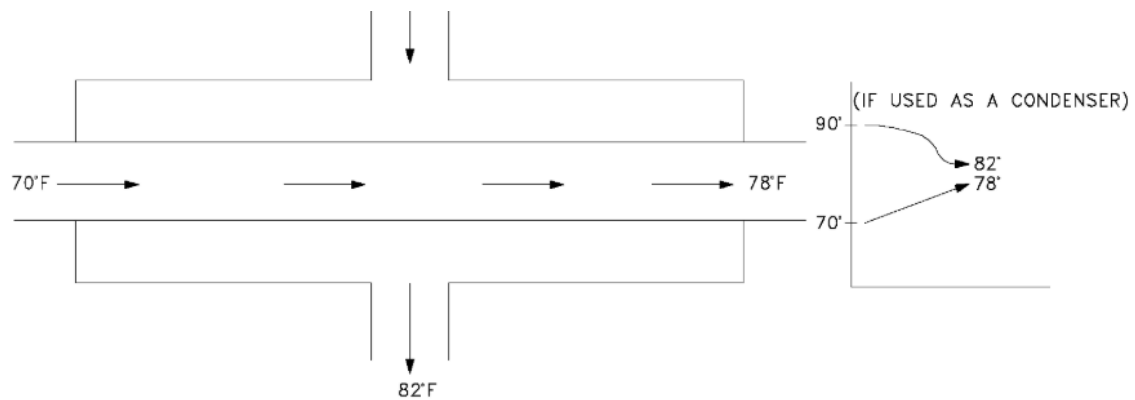 (IF USED AS A CONDENSER)
90°
82°
70°F
78°F
78°
70°
82°F